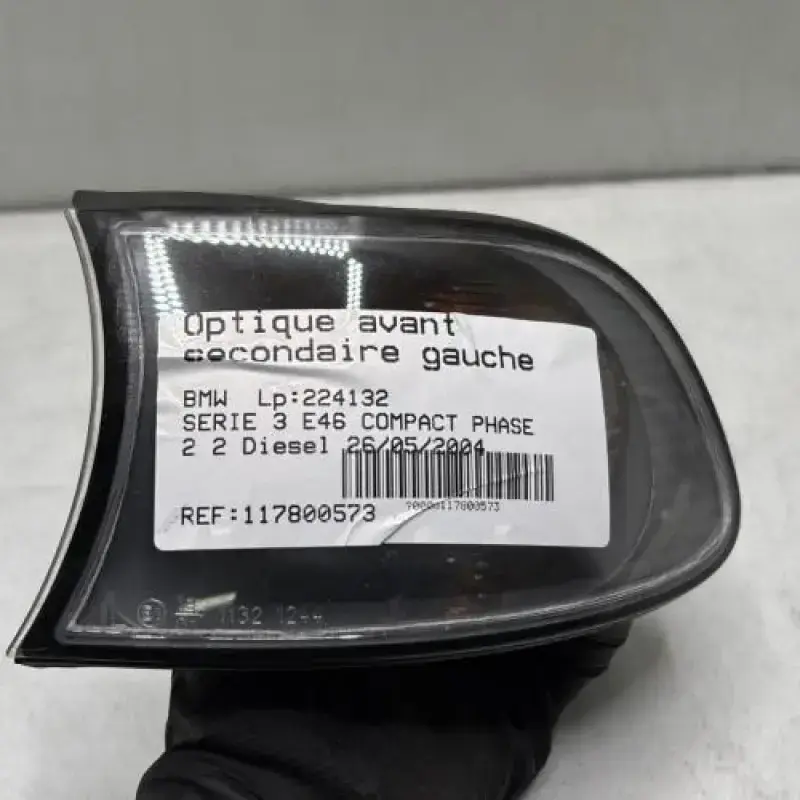 Optique avant
secondaire gauche
BMW Lp:224132
SERIE 3 E46 COMPACT PHASE
2 2 Diesel 26/05/2004
REF:117800573
1132